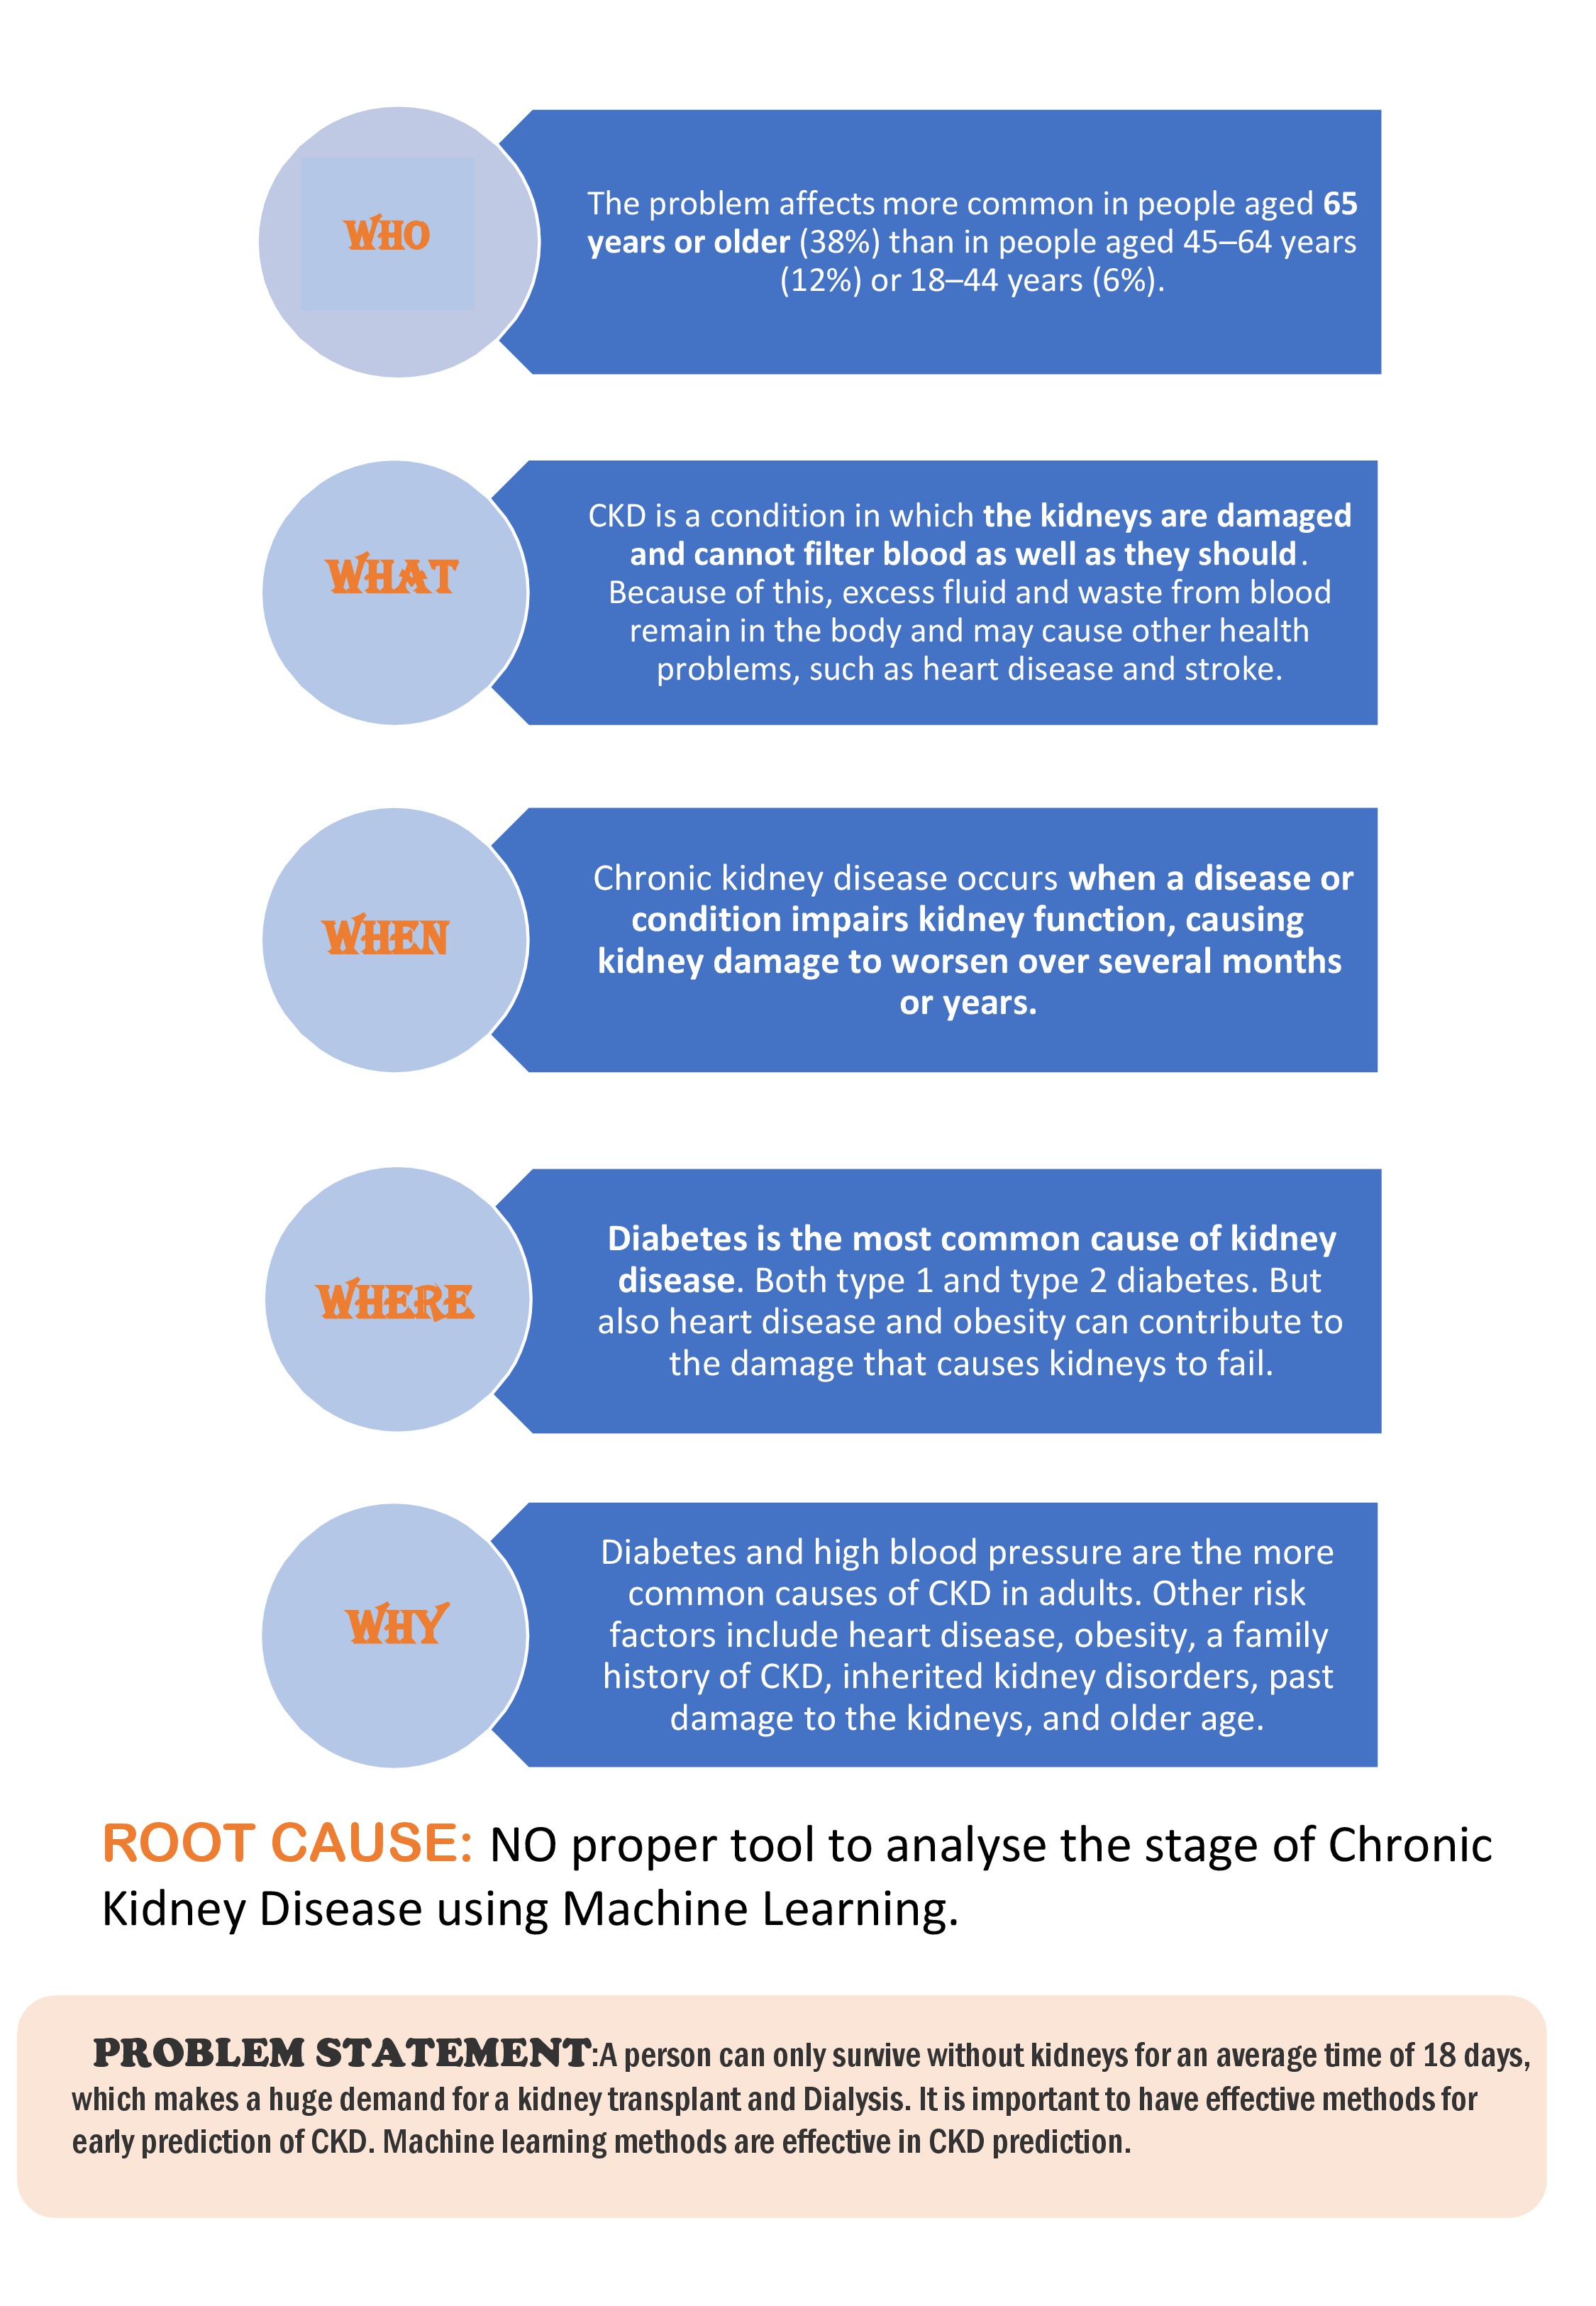 WHO
The problem affects more common in people aged 65
years or older (38%) than in people aged 45–64 years
(12%) or 18–44 years (6%).
WHAT
CKD is a condition in which the kidneys are damaged
and cannot filter blood as well as they should.
Because of this, excess fluid and waste from blood
remain in the body and may cause other health
problems, such as heart disease and stroke.
WHEN
Chronic kidney disease occurs when a disease or
condition impairs kidney function, causing
kidney damage to worsen over several months
or years.
WHERE
Diabetes is the most common cause of kidney
disease. Both type 1 and type 2 diabetes. But
also heart disease and obesity can contribute to
the damage that causes kidneys to fail.
WHY
Diabetes and high blood pressure are the more
common causes of CKD in adults. Other risk
factors include heart disease, obesity, a family
history of CKD, inherited kidney disorders, past
damage to the kidneys, and older age.
ROOT CAUSE: NO proper tool to analyse the stage of Chronic
Kidney Disease using Machine Learning.
PROBLEM STATEMENT:A person can only survive without kidneys for an average time of 18 days,
which makes a huge demand for a kidney transplant and Dialysis. It is important to have effective methods for
early prediction of CKD. Machine learning methods are effective in CKD prediction.